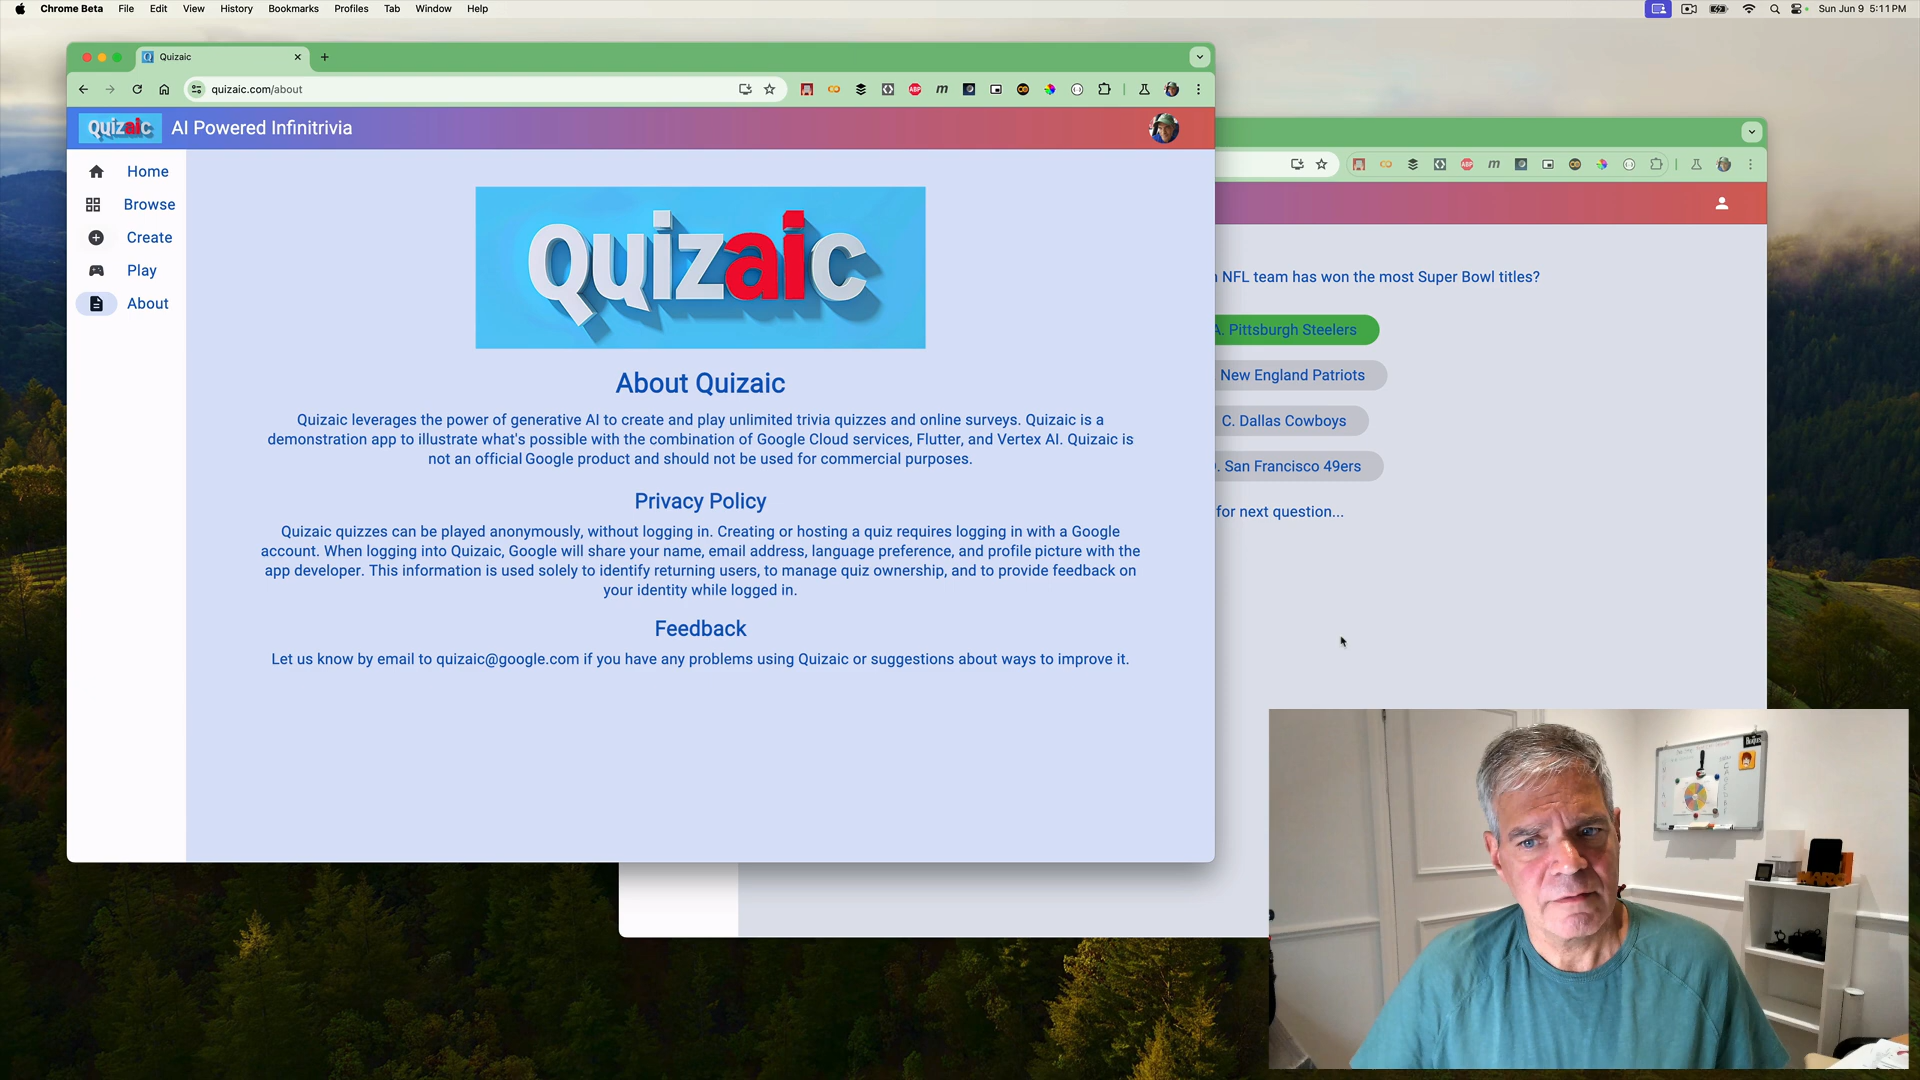 Chrome Beta File Edit View History Bookmarks Profiles Tab Window Help
Sun Jun 9 5:11 PM
Quizaic
quizaic.com/about
Quizaic AI Powered Infinitrivia
Home
Browse
Create
Play
About
Quizaic
About Quizaic
Quizaic leverages the power of generative AI to create and play unlimited trivia quizzes and online surveys. Quizaic is a
demonstration app to illustrate what's possible with the combination of Google Cloud services, Flutter, and Vertex AI. Quizaic is
not an official Google product and should not be used for commercial purposes.
Privacy Policy
Quizaic quizzes can be played anonymously, without logging in. Creating or hosting a quiz requires logging in with a Google
account. When logging into Quizaic, Google will share your name, email address, language preference, and profile picture with the
app developer. This information is used solely to identify returning users, to manage quiz ownership, and to provide feedback on
your identity while logged in.
Feedback
Let us know by email to quizaic@google.com if you have any problems using Quizaic or suggestions about ways to improve it.
NFL team has won the most Super Bowl titles?
A. Pittsburgh Steelers
New England Patriots
C. Dallas Cowboys
San Francisco 49ers
for next question...
ABP
m
ABP
m